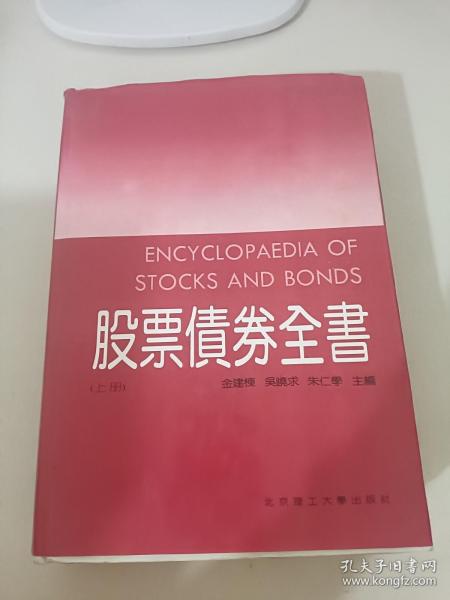 ENCYCLOPAEDIA OF
STOCKS AND BONDS
股票債券全書
(上册)
金建棟 吳曉求 朱仁學 主編
北京理工大學出版社
孔夫子旧书网
www.kongfz.com